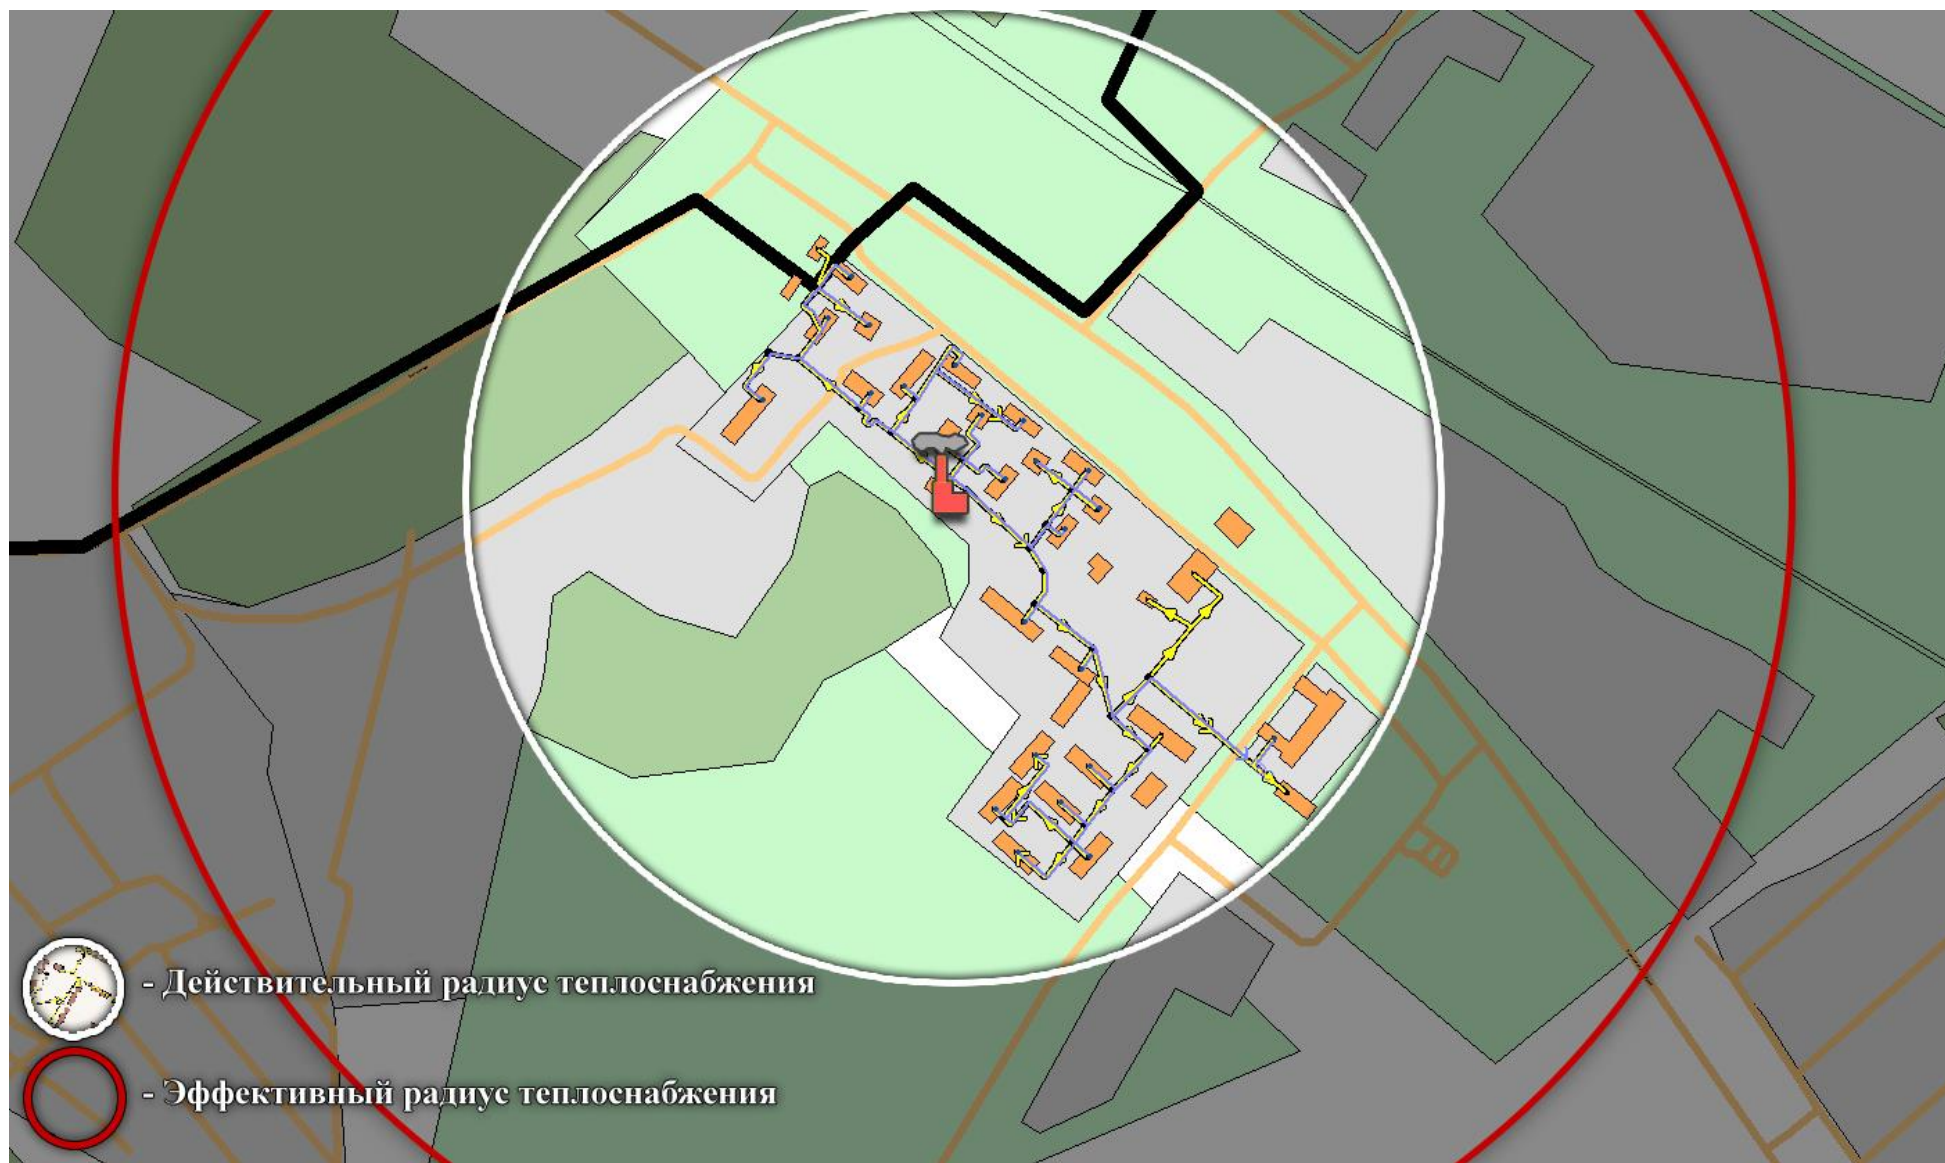 - Действительный радиус теплоснабжения
- Эффективный радиус теплоснабжения